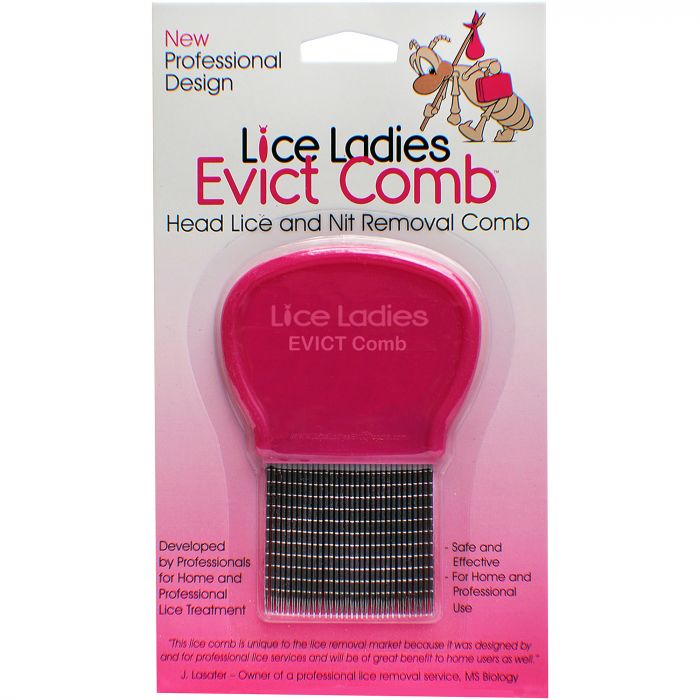 New
Professional
Design
Lice Ladies
Evict Comb™
Head Lice and Nit Removal Comb
Lice Ladies
EVICT Comb
Developed
by Professionals
for Home and
Professional
Lice Treatment
- Safe and
Effective
- For Home and
Professional
Use
"This lice comb is unique to the lice removal market because it was designed by
and for professional lice services and will be of great benefit to home users as well."
J. Lasater – Owner of a professional lice removal service, MS Biology